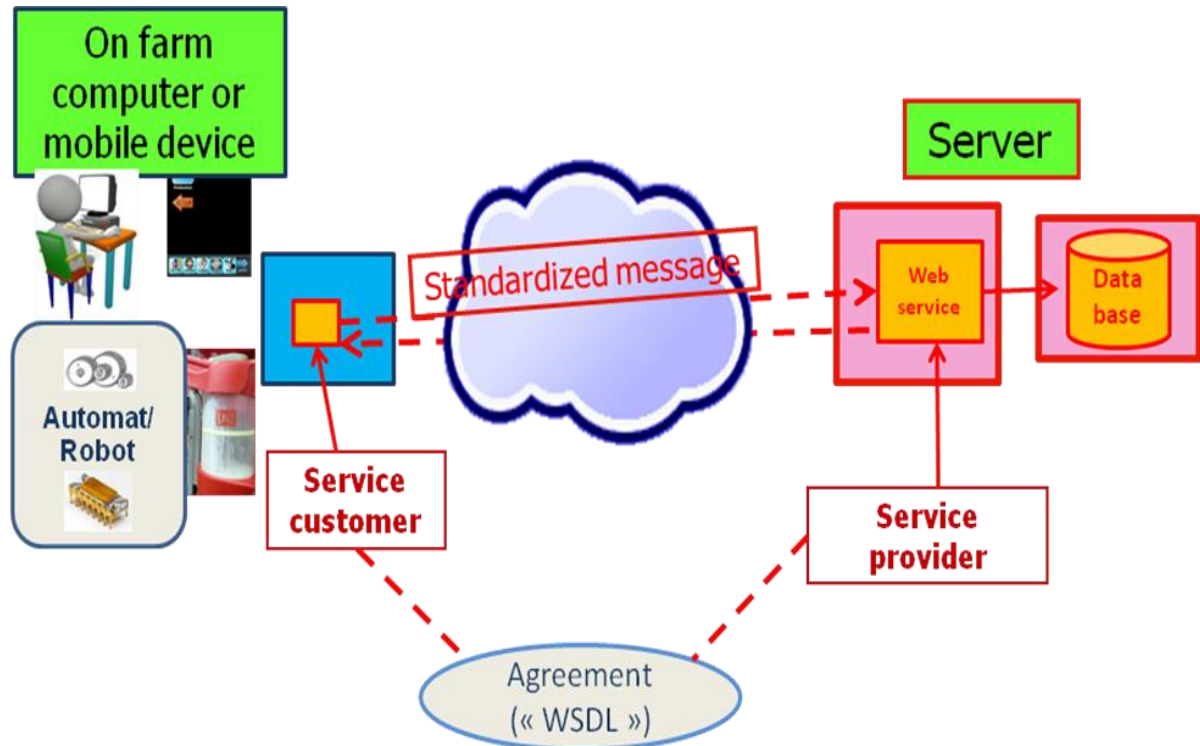 On farm
computer or
mobile device
Server
Standardized message
Web
service
Data
base
Automat/
Robot
Service
customer
Service
provider
Agreement
(« WSDL »)